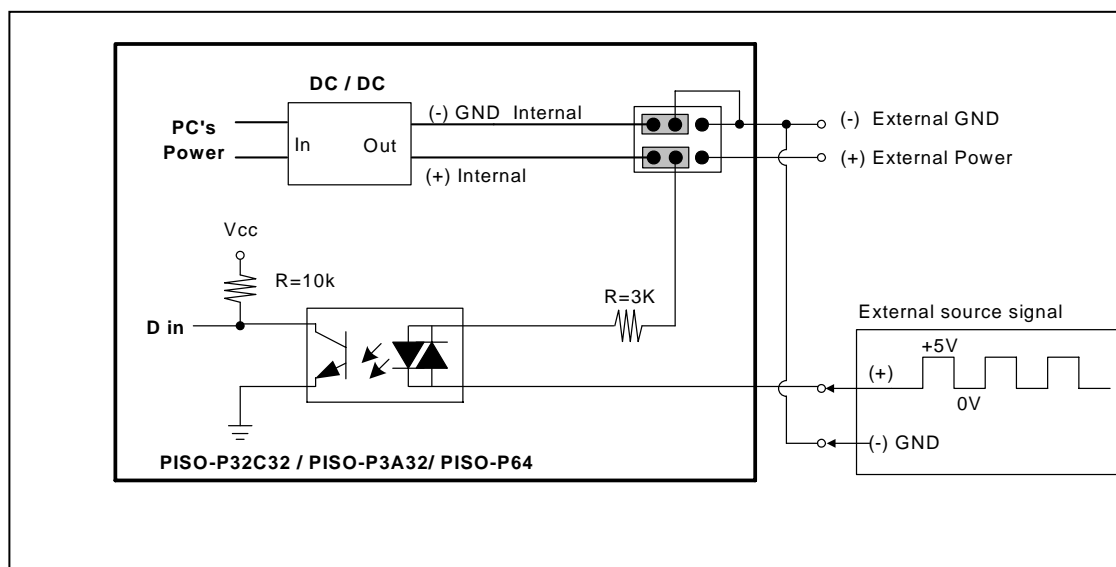 DC / DC
PC's
Power
In
Out
(-) GND Internal
(+) Internal
(-) External GND
(+) External Power
Vcc
R=10k
D in
R=3K
External source signal
+5V
(+)
0V
(-) GND
PISO-P32C32 / PISO-P3A32/ PISO-P64